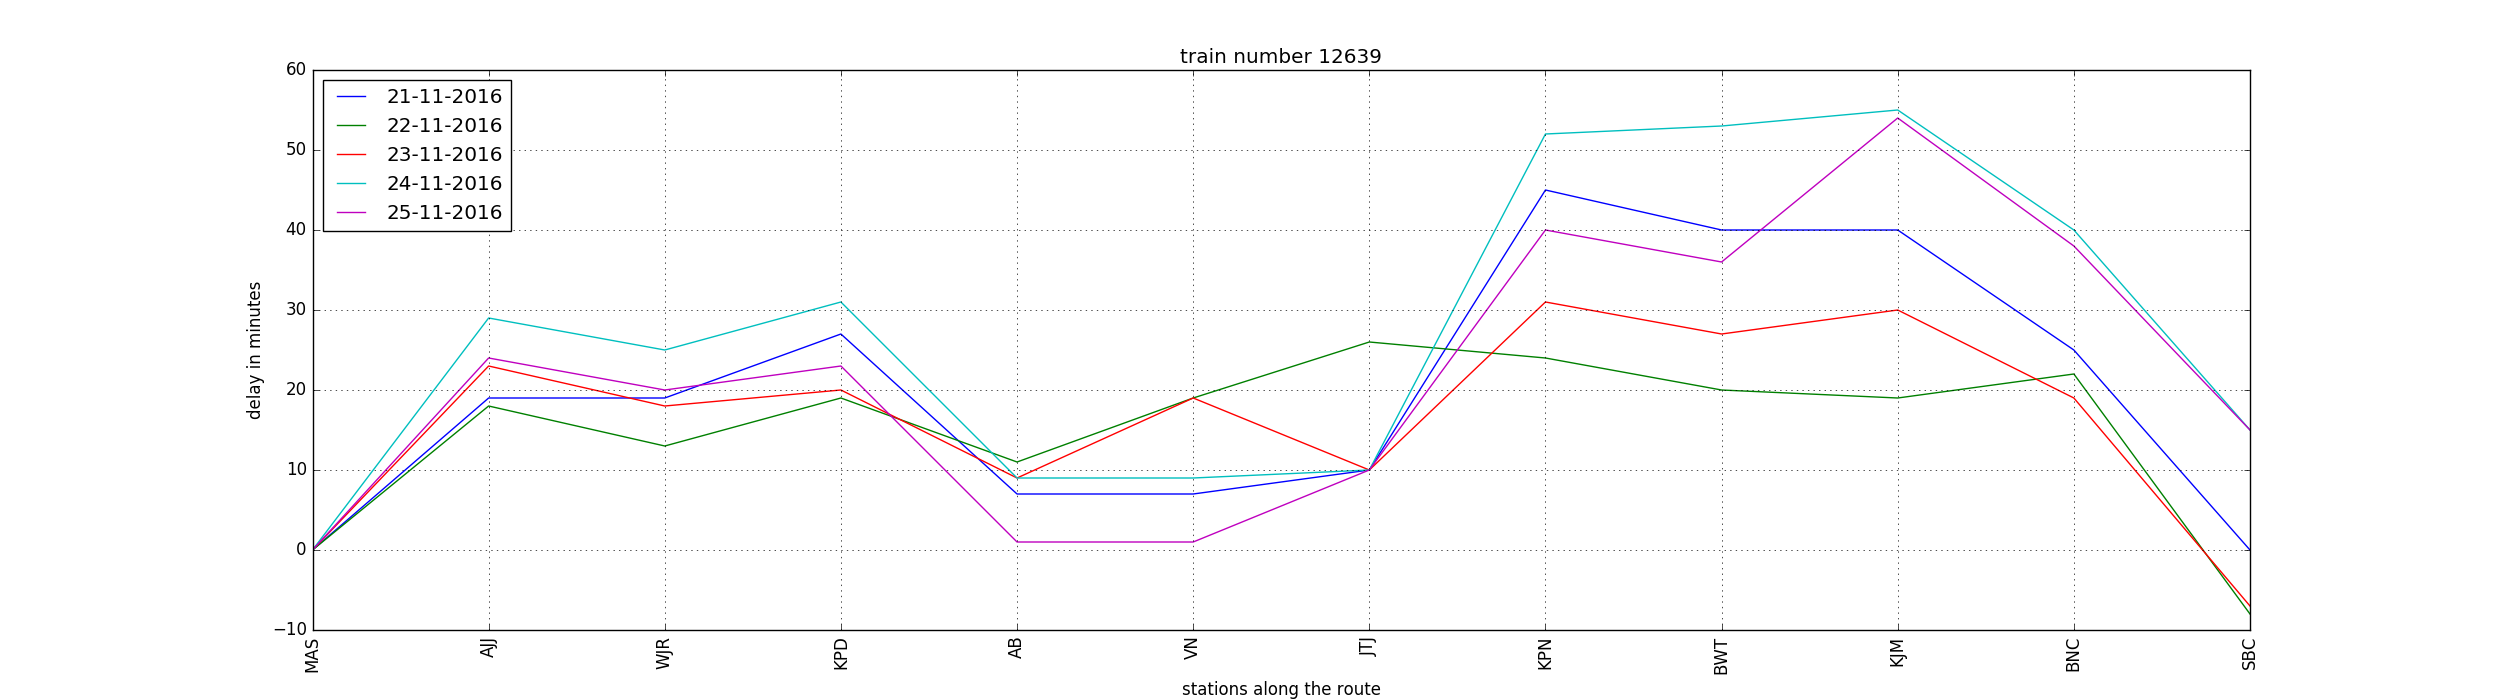 train number 12639
60
50
40
30
20
10
0
−10
delay in minutes
21-11-2016
22-11-2016
23-11-2016
24-11-2016
25-11-2016
MAS
AJJ
WJR
KPD
AB
VN
JTJ
KPN
BWT
KJM
BNC
SBC
stations along the route